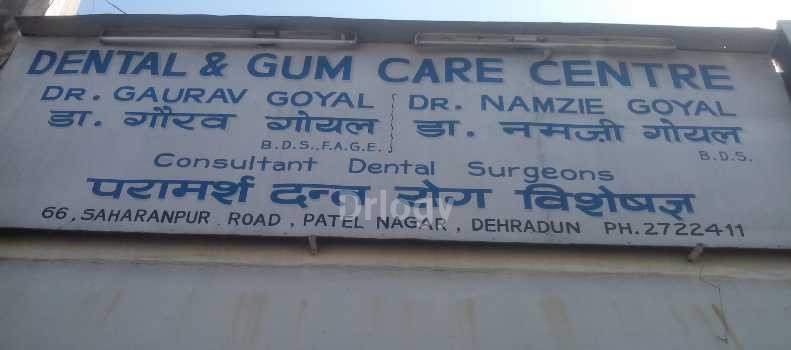 DENTAL & GUM CARE CENTRE
DR. GAURAV GOYAL DR. NAMZIE GOYAL
डा. गौरव गोयल डा. नमज़ी गोयल
B.D.S., F.A.G.E. B.D.S.
Consultant Dental Surgeons
परामर्श दन्त रोग विशेषज्ञ
Drlogy
66, SAHARANPUR ROAD, PATEL NAGAR, DEHRADUN PH. 2722411